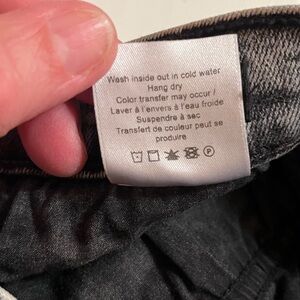 Wash inside out in cold water
Hang dry
Color transfer may occur /
Laver à l'envers à l'eau froide
Suspendre à sec
Transfert de couleur peut se
produire
P